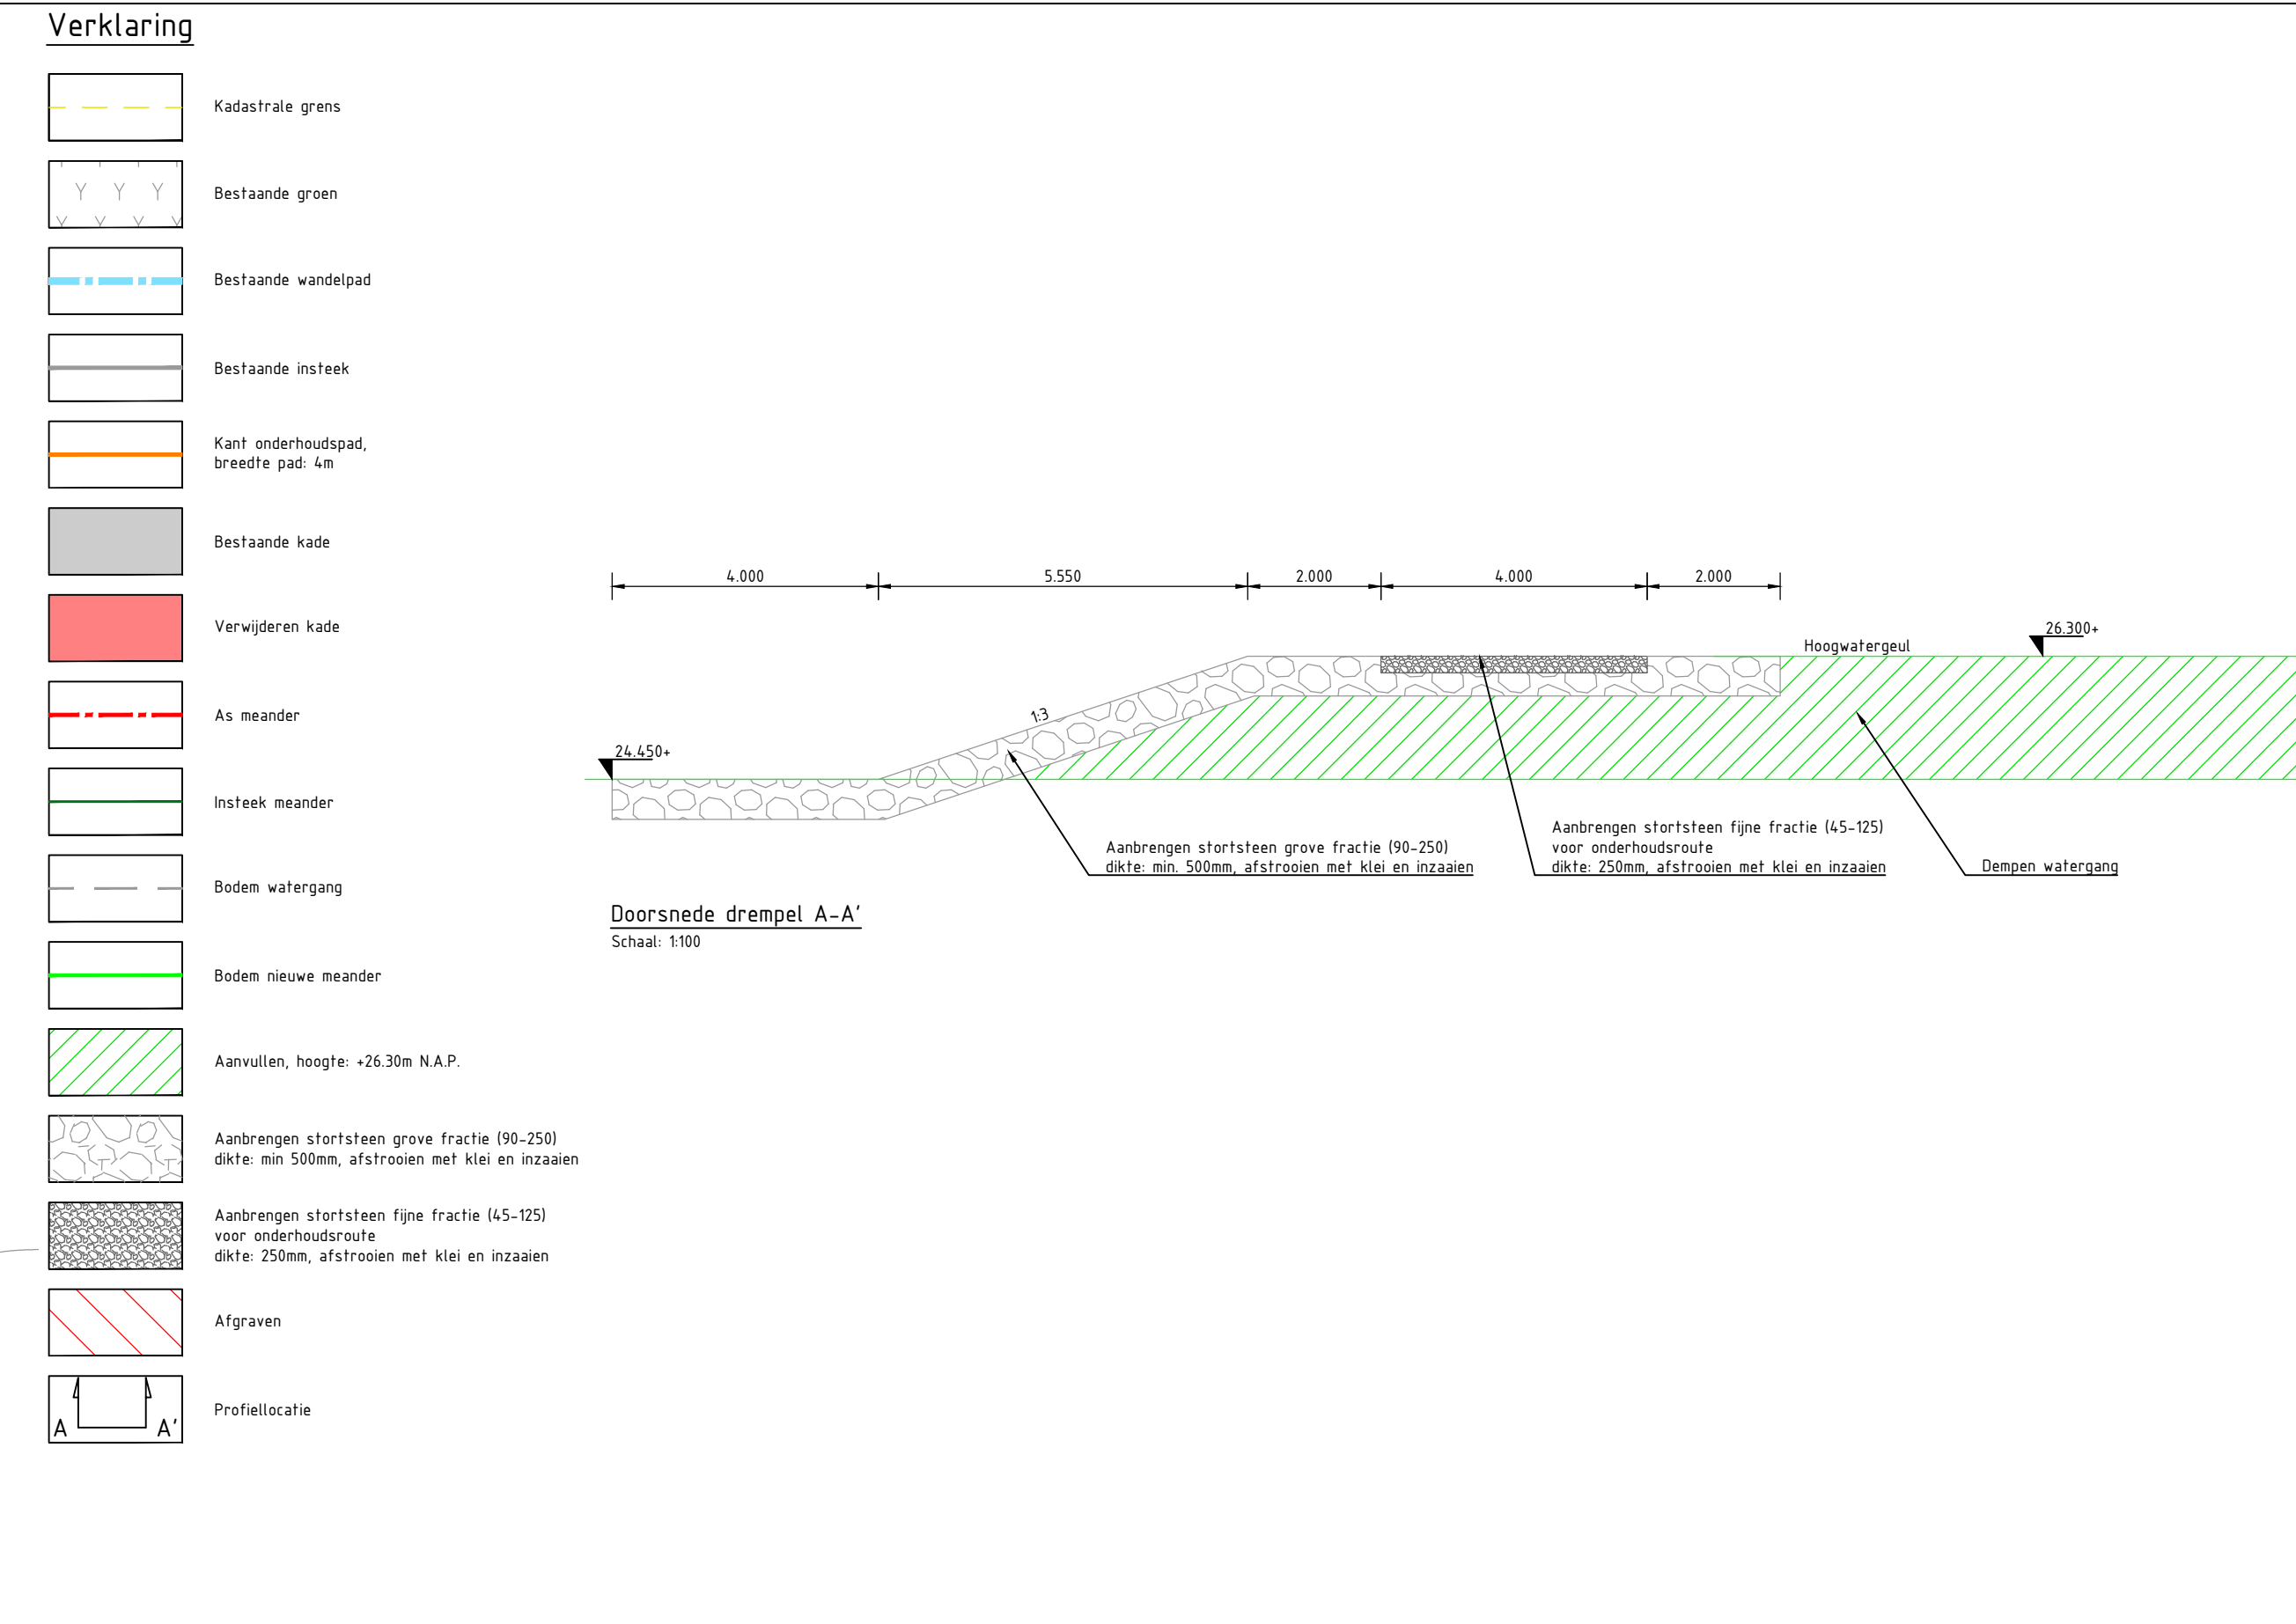 Verklaring
Kadastrale grens
Bestaande groen
Bestaande wandelpad
Bestaande insteek
Kant onderhoudspad,
breedte pad: 4m
Bestaande kade
Verwijderen kade
As meander
Insteek meander
Bodem watergang
Bodem nieuwe meander
Aanvullen, hoogte: +26.30m N.A.P.
Aanbrengen stortsteen grove fractie (90-250)
dikte: min 500mm, afstrooien met klei en inzaaien
Aanbrengen stortsteen fijne fractie (45-125)
voor onderhoudsroute
dikte: 250mm, afstrooien met klei en inzaaien
Afgraven
A A'
Profiellocatie
4.000 5.550 2.000 4.000 2.000
26.300+
Hoogwatergeul
1:3
24.450+
Aanbrengen stortsteen grove fractie (90-250)
dikte: min. 500mm, afstrooien met klei en inzaaien
Aanbrengen stortsteen fijne fractie (45-125)
voor onderhoudsroute
dikte: 250mm, afstrooien met klei en inzaaien
Dempen watergang
Doorsnede drempel A-A'
Schaal: 1:100